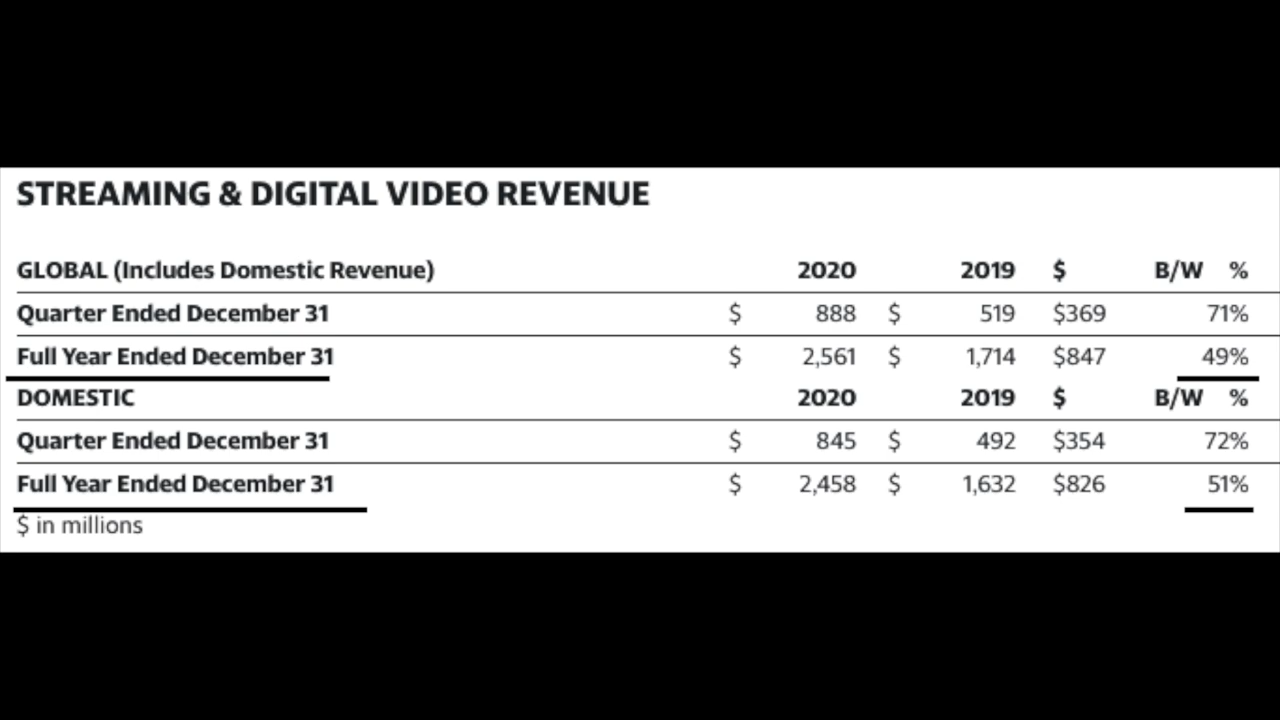 STREAMING & DIGITAL VIDEO REVENUE
GLOBAL (Includes Domestic Revenue) 2020 2019 $ B/W %
Quarter Ended December 31 $ 888 $ 519 $369 71%
Full Year Ended December 31 $ 2,561 $ 1,714 $847 49%
DOMESTIC 2020 2019 $ B/W %
Quarter Ended December 31 $ 845 $ 492 $354 72%
Full Year Ended December 31 $ 2,458 $ 1,632 $826 51%
$ in millions